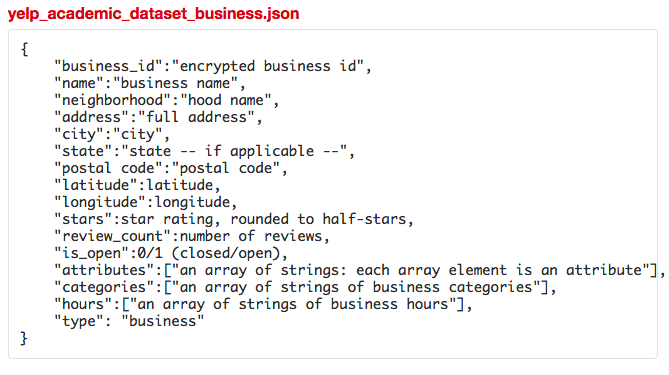 yelp_academic_dataset_business.json
{
    "business_id":"encrypted business id",
    "name":"business name",
    "neighborhood":"hood name",
    "address":"full address",
    "city":"city",
    "state":"state -- if applicable --",
    "postal code":"postal code",
    "latitude":latitude,
    "longitude":longitude,
    "stars":star rating, rounded to half-stars,
    "review_count":number of reviews,
    "is_open":0/1 (closed/open),
    "attributes":["an array of strings: each array element is an attribute"],
    "categories":["an array of strings of business categories"],
    "hours":["an array of strings of business hours"],
    "type": "business"
}